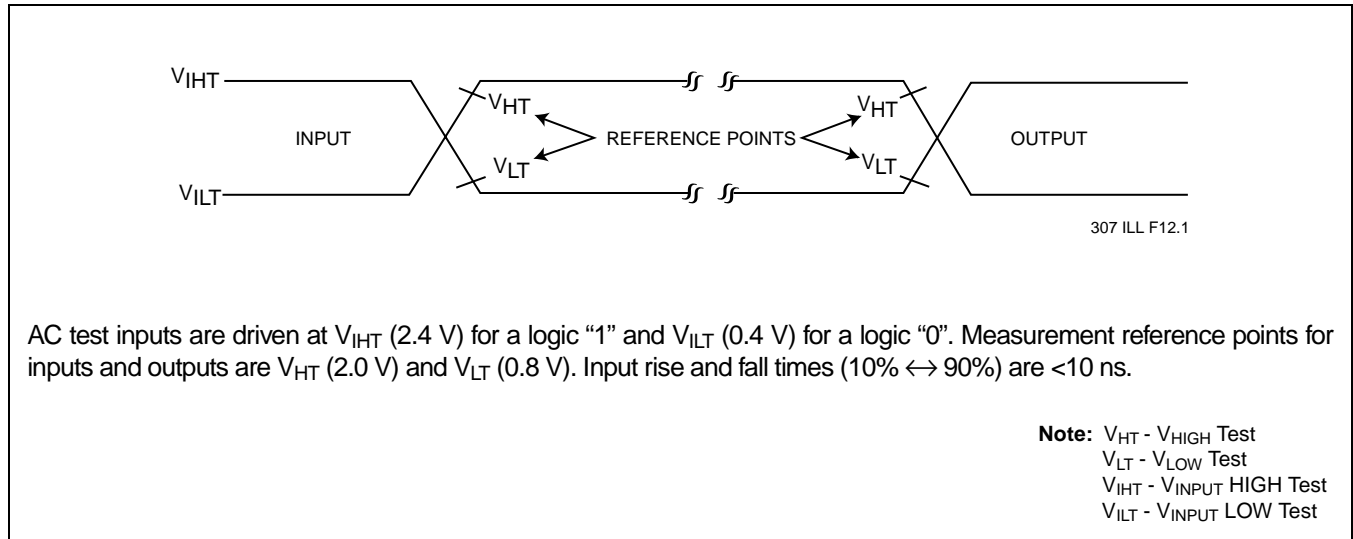 VIHT
VHT
VHT
INPUT
REFERENCE POINTS
OUTPUT
VLT
VLT
VILT
307 ILL F12.1
AC test inputs are driven at VIHT (2.4 V) for a logic “1” and VILT (0.4 V) for a logic “0”. Measurement reference points for
inputs and outputs are VHT (2.0 V) and VLT (0.8 V). Input rise and fall times (10% ↔ 90%) are <10 ns.
Note: VHT - VHIGH Test
VLT - VLOW Test
VIHT - VINPUT HIGH Test
VILT - VINPUT LOW Test